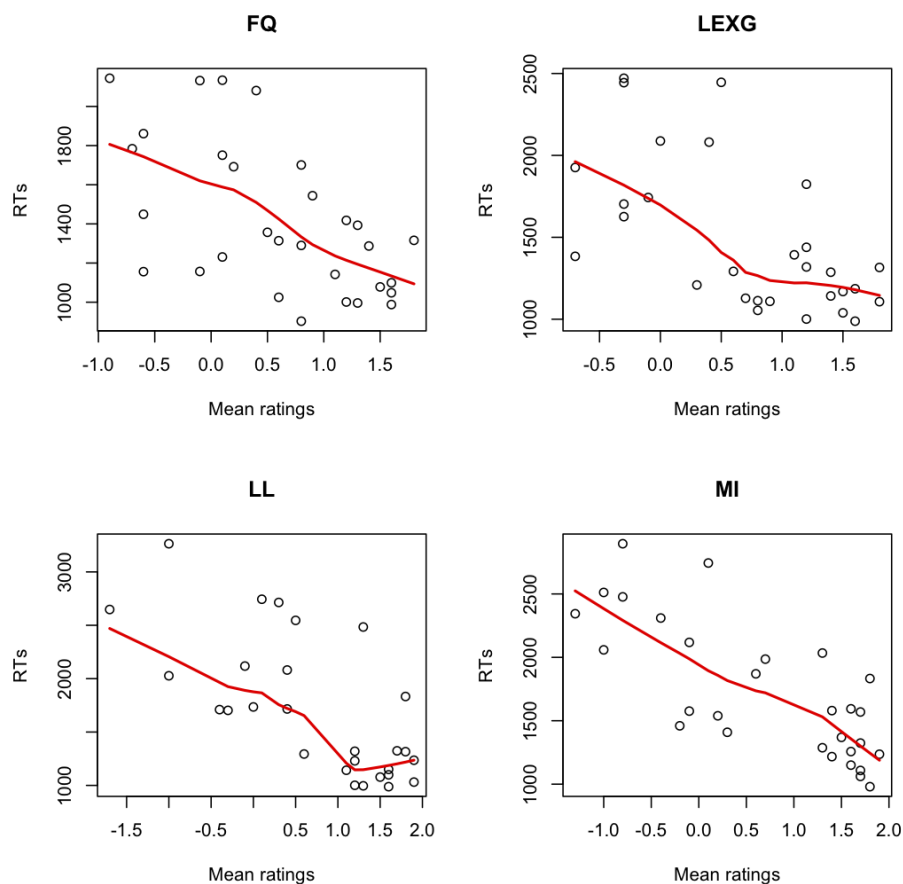 FQ
RTs
1000 1400 1800
-1.0 -0.5 0.0 0.5 1.0 1.5
Mean ratings
LEXG
RTs
1000 1500 2000 2500
-0.5 0.0 0.5 1.0 1.5
Mean ratings
LL
RTs
1000 2000 3000
-1.5 -0.5 0.5 1.0 1.5 2.0
Mean ratings
MI
RTs
1000 1500 2000 2500
-1.0 -0.5 0.0 0.5 1.0 1.5 2.0
Mean ratings